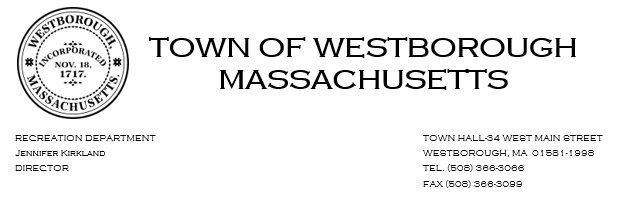 WESTBOROUGH
INCORPORATED
NOV. 18.
1717.
MASSACHUSETTS.
TOWN OF WESTBOROUGH
MASSACHUSETTS
RECREATION DEPARTMENT
Jennifer Kirkland
DIRECTOR
TOWN HALL-34 WEST MAIN STREET
WESTBOROUGH, MA 01581-1998
TEL. (508) 366-3066
FAX (508) 366-3099